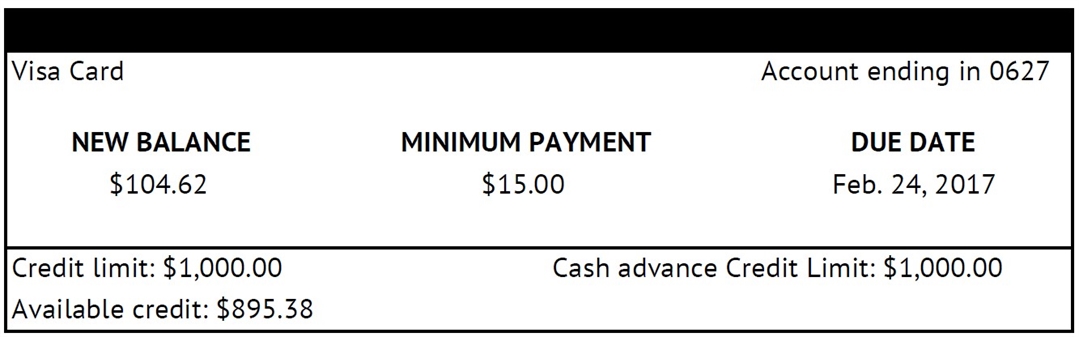 Visa Card Account ending in 0627
NEW BALANCE MINIMUM PAYMENT DUE DATE
$104.62 $15.00 Feb. 24, 2017
Credit limit: $1,000.00 Cash advance Credit Limit: $1,000.00
Available credit: $895.38